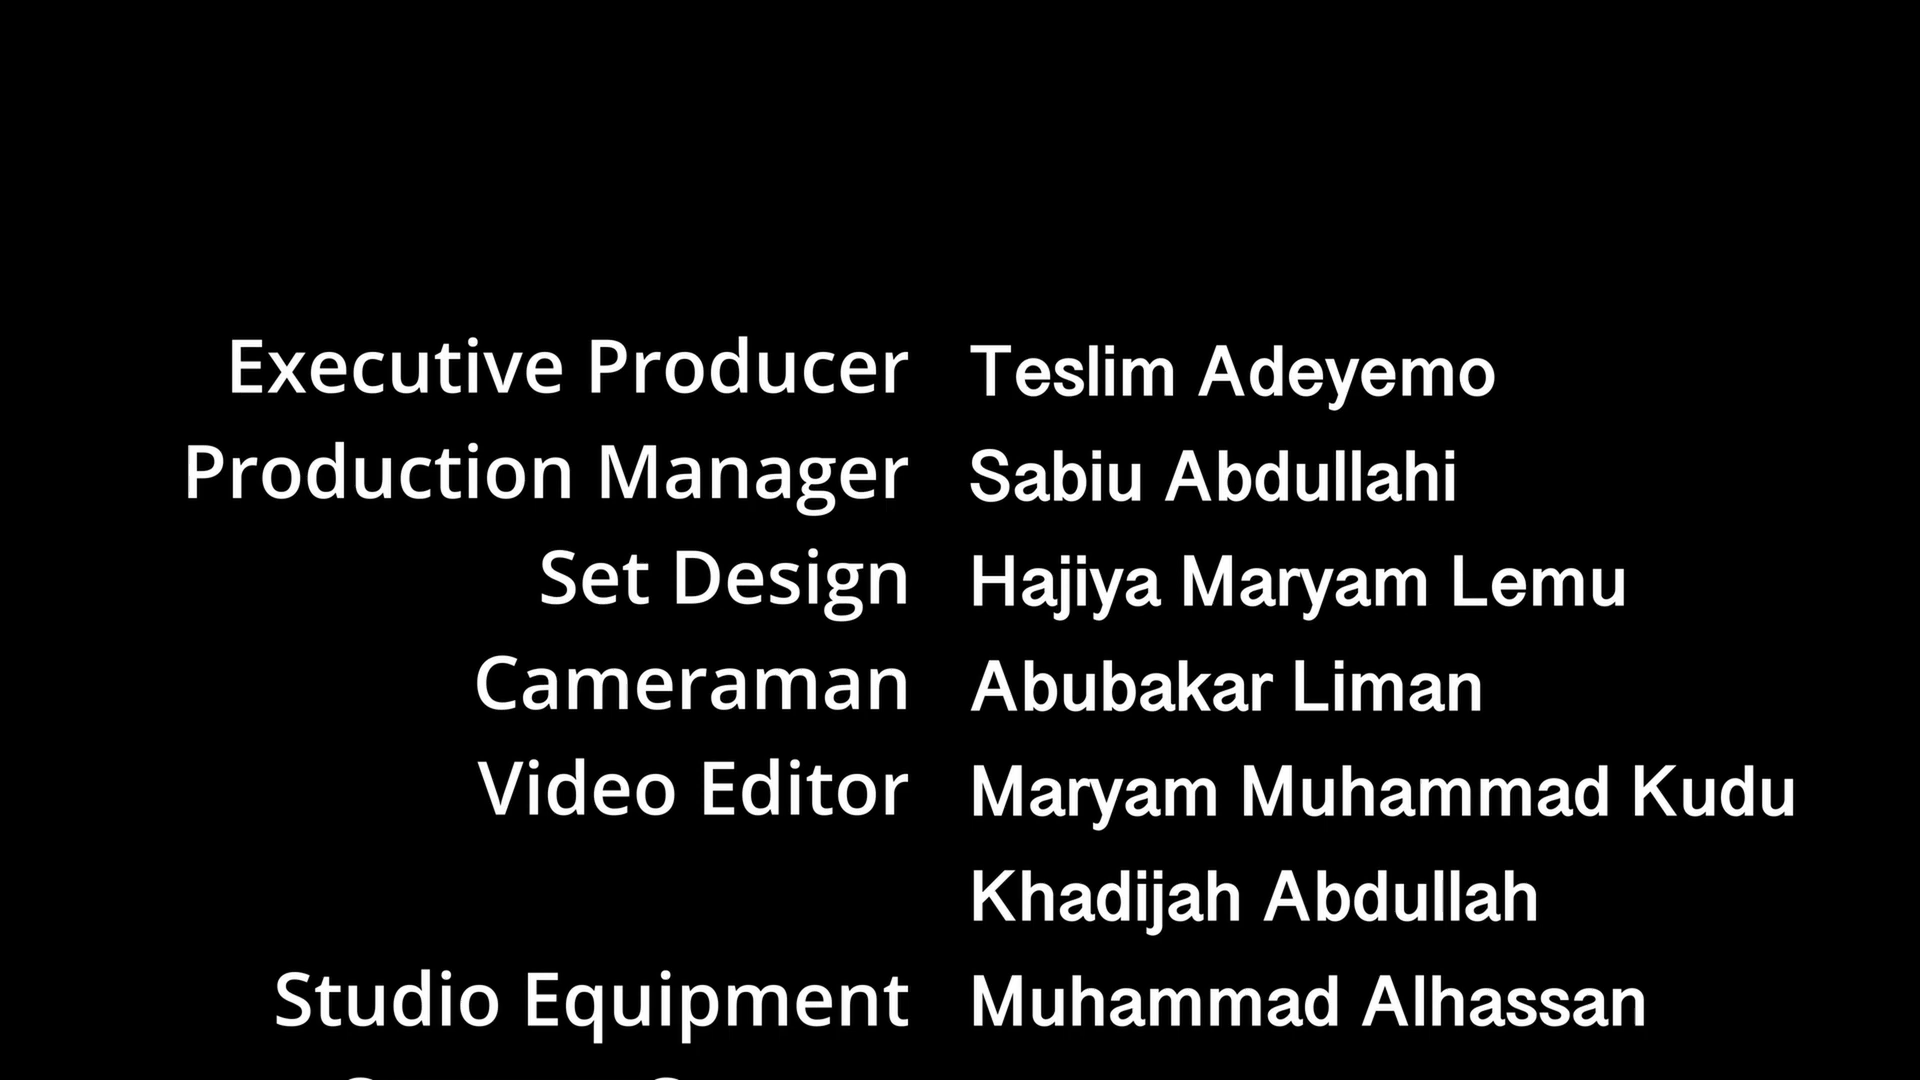 Executive Producer Teslim Adeyemo
Production Manager Sabiu Abdullahi
Set Design Hajiya Maryam Lemu
Cameraman Abubakar Liman
Video Editor Maryam Muhammad Kudu
Khadijah Abdullah
Studio Equipment Muhammad Alhassan